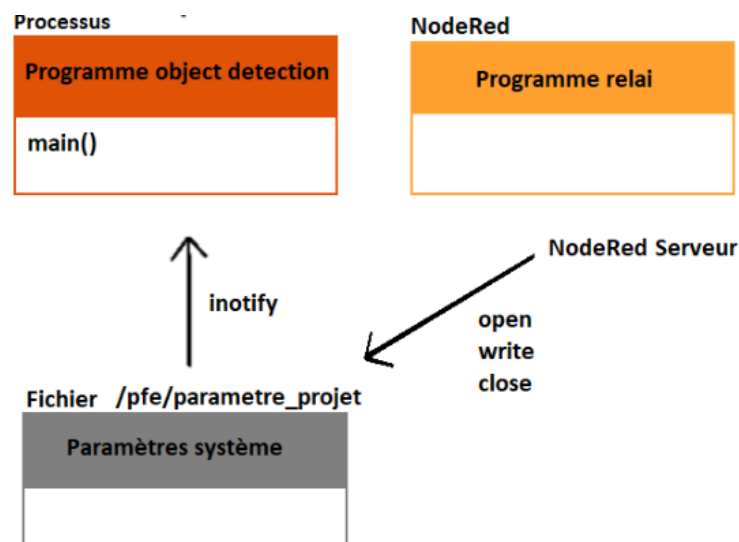 Processus
Programme object detection
main()
NodeRed
Programme relai
NodeRed Serveur
inotify
open
write
close
Fichier /pfe/parametre_projet
Paramètres système